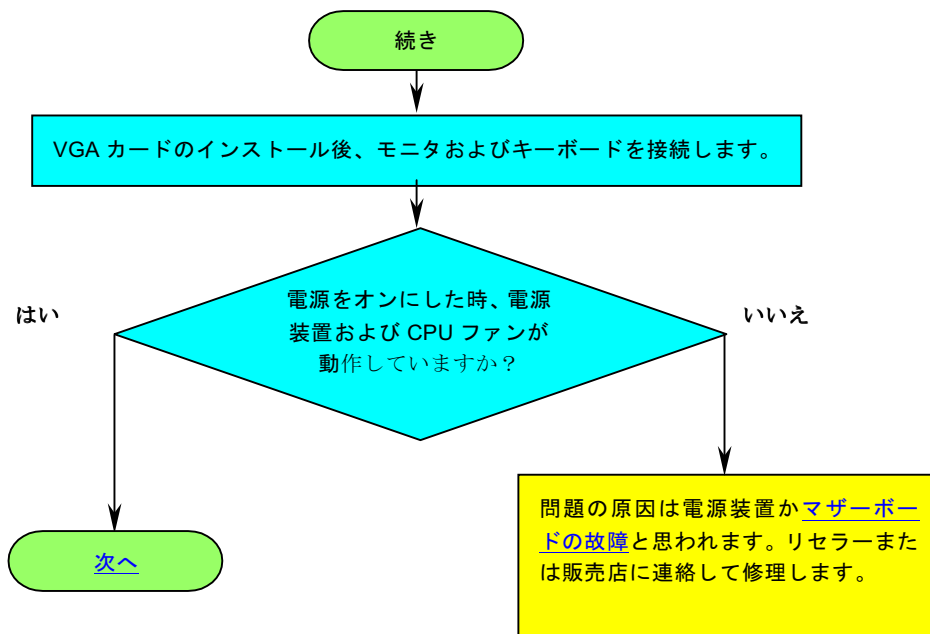 続き
VGA カードのインストール後、モニタおよびキーボードを接続します。
電源をオンにした時、電源
装置および CPU ファンが
動作していますか？
はい
いいえ
次へ
問題の原因は電源装置かマザーボー
ドの故障と思われます。リセラーまた
は販売店に連絡して修理します。